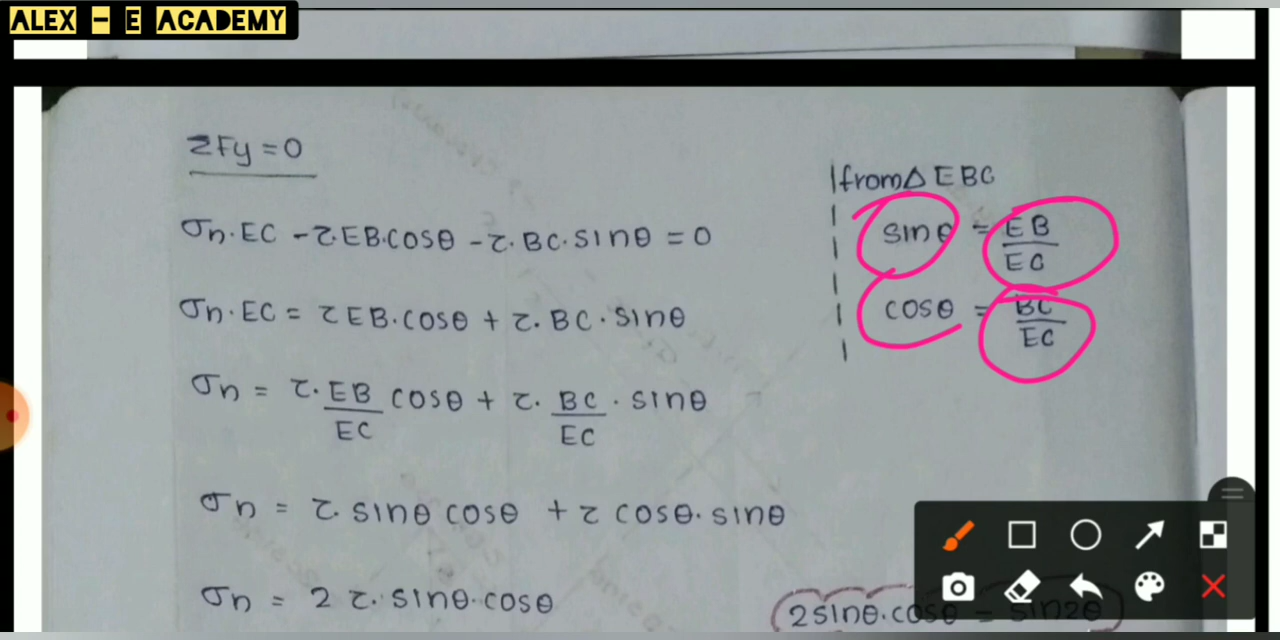 ALEX - E ACADEMY
ΣFy = 0
σn·EC - τ·EB·cosθ - τ·BC·sinθ = 0
σn·EC = τEB·cosθ + τ·BC·sinθ
σn = τ·EB/EC cosθ + τ·BC/EC·sinθ
σn = τ·sinθ cosθ + τ cosθ·sinθ
σn = 2τ·sinθ·cosθ
from△ EBC
sinθ = EB/EC
cosθ = BC/EC
2sinθ·cosθ = sin2θ